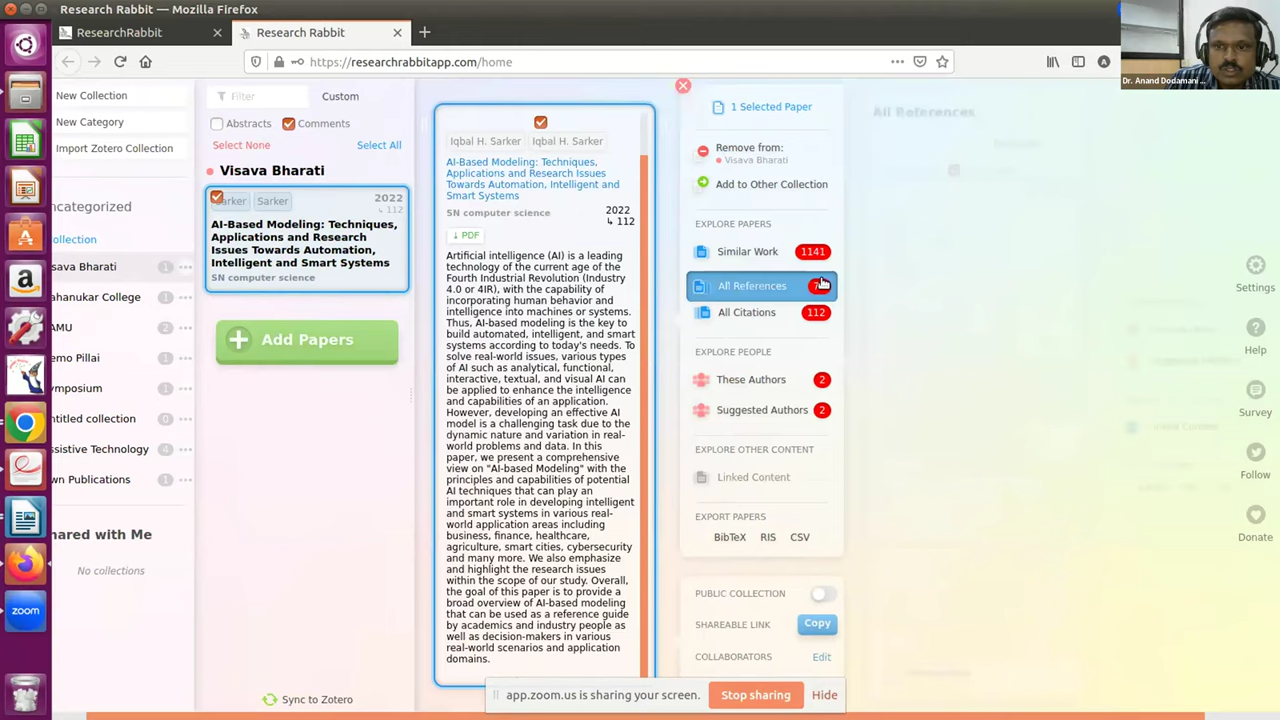 Research Rabbit - Mozilla Firefox
ResearchRabbit
Research Rabbit
https://researchrabbitapp.com/home
Dr. Anand Dodamani ...
New Collection
New Category
Import Zotero Collection
ncategorized
ollection
isava Bharati 1
ahanukar College 1
AMU 1
emo Pillai 1
ymposium 1
ntitled collection 0
ssistive Technology 4
wn Publications 1
hared with Me
No collections
Filter
Custom
Abstracts
Comments
Select None
Select All
Visava Bharati
arker Sarker 2022
↳ 112
AI-Based Modeling: Techniques,
Applications and Research
Issues Towards Automation,
Intelligent and Smart Systems
SN computer science
Add Papers
Sync to Zotero
Iqbal H. Sarker Iqbal H. Sarker
AI-Based Modeling: Techniques,
Applications and Research Issues
Towards Automation, Intelligent and
Smart Systems
SN computer science 2022
↳ 112
↓ PDF
Artificial intelligence (AI) is a leading
technology of the current age of the
Fourth Industrial Revolution (Industry
4.0 or 4IR), with the capability of
incorporating human behavior and
intelligence into machines or systems.
Thus, AI-based modeling is the key to
build automated, intelligent, and smart
systems according to today's needs. To
solve real-world issues, various types
of AI such as analytical, functional,
interactive, textual, and visual AI can
be applied to enhance the intelligence
and capabilities of an application.
However, developing an effective AI
model is a challenging task due to the
dynamic nature and variation in real-
world problems and data. In this
paper, we present a comprehensive
view on "AI-based Modeling" with the
principles and capabilities of potential
AI techniques that can play an
important role in developing intelligent
and smart systems in various real-
world application areas including
business, finance, healthcare,
agriculture, smart cities, cybersecurity
and many more. We also emphasize
and highlight the research issues
within the scope of our study. Overall,
the goal of this paper is to provide a
broad overview of AI-based modeling
that can be used as a reference guide
by academics and industry people as
well as decision-makers in various
real-world scenarios and application
domains.
1 Selected Paper
Remove from:
Visava Bharati
Add to Other Collection
EXPLORE PAPERS
Similar Work 1141
All References
All Citations 112
EXPLORE PEOPLE
These Authors 2
Suggested Authors 2
EXPLORE OTHER CONTENT
Linked Content
EXPORT PAPERS
BibTeX RIS CSV
PUBLIC COLLECTION
SHAREABLE LINK Copy
COLLABORATORS Edit
All References
Settings
Help
Survey
Follow
Donate
app.zoom.us is sharing your screen. Stop sharing Hide
zoom